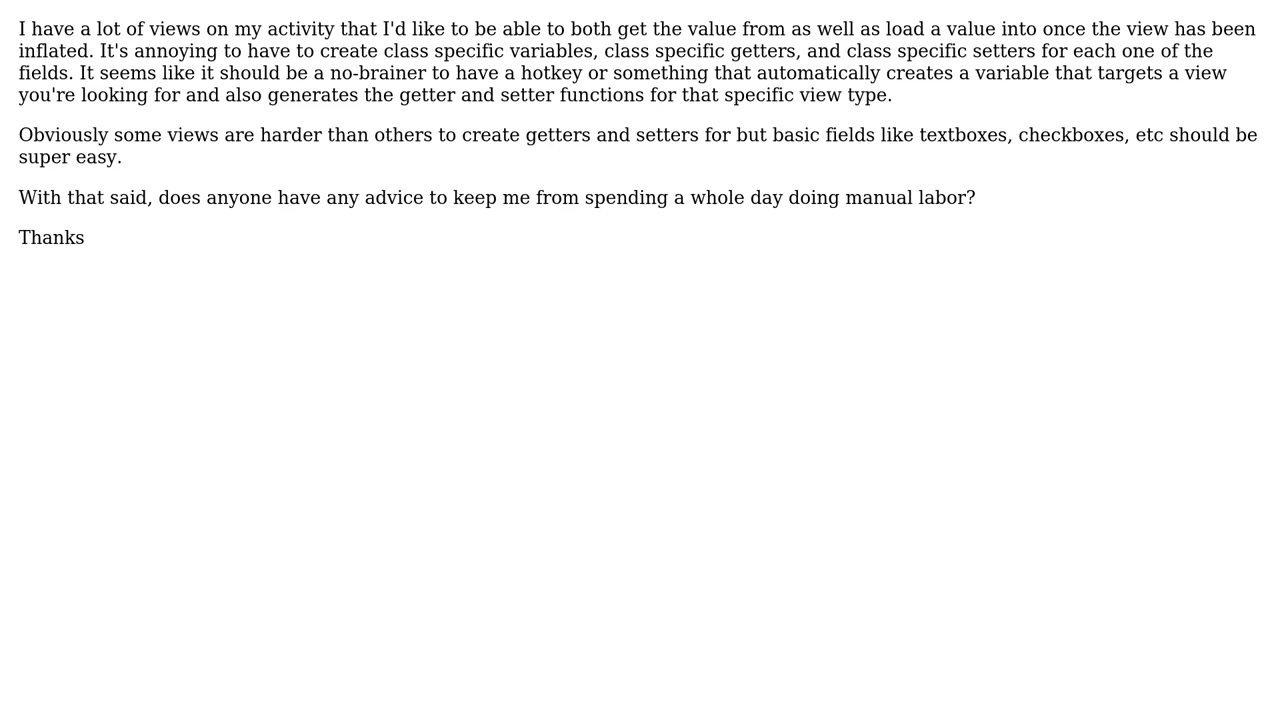 I have a lot of views on my activity that I'd like to be able to both get the value from as well as load a value into once the view has been
inflated. It's annoying to have to create class specific variables, class specific getters, and class specific setters for each one of the
fields. It seems like it should be a no-brainer to have a hotkey or something that automatically creates a variable that targets a view
you're looking for and also generates the getter and setter functions for that specific view type.
Obviously some views are harder than others to create getters and setters for but basic fields like textboxes, checkboxes, etc should be
super easy.
With that said, does anyone have any advice to keep me from spending a whole day doing manual labor?
Thanks